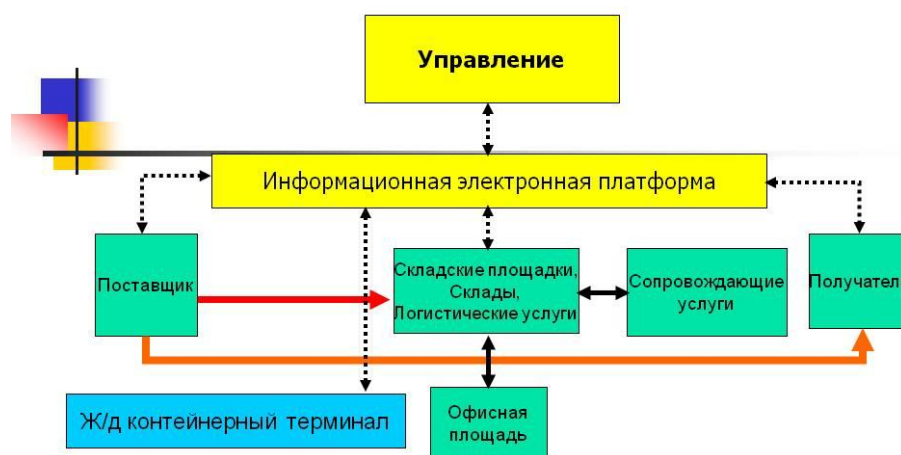 Управление
Информационная электронная платформа
Поставщик
Складские площадки,
Склады,
Логистические услуги
Сопровождающие
услуги
Получател
Ж/д контейнерный терминал
Офисная
площадь